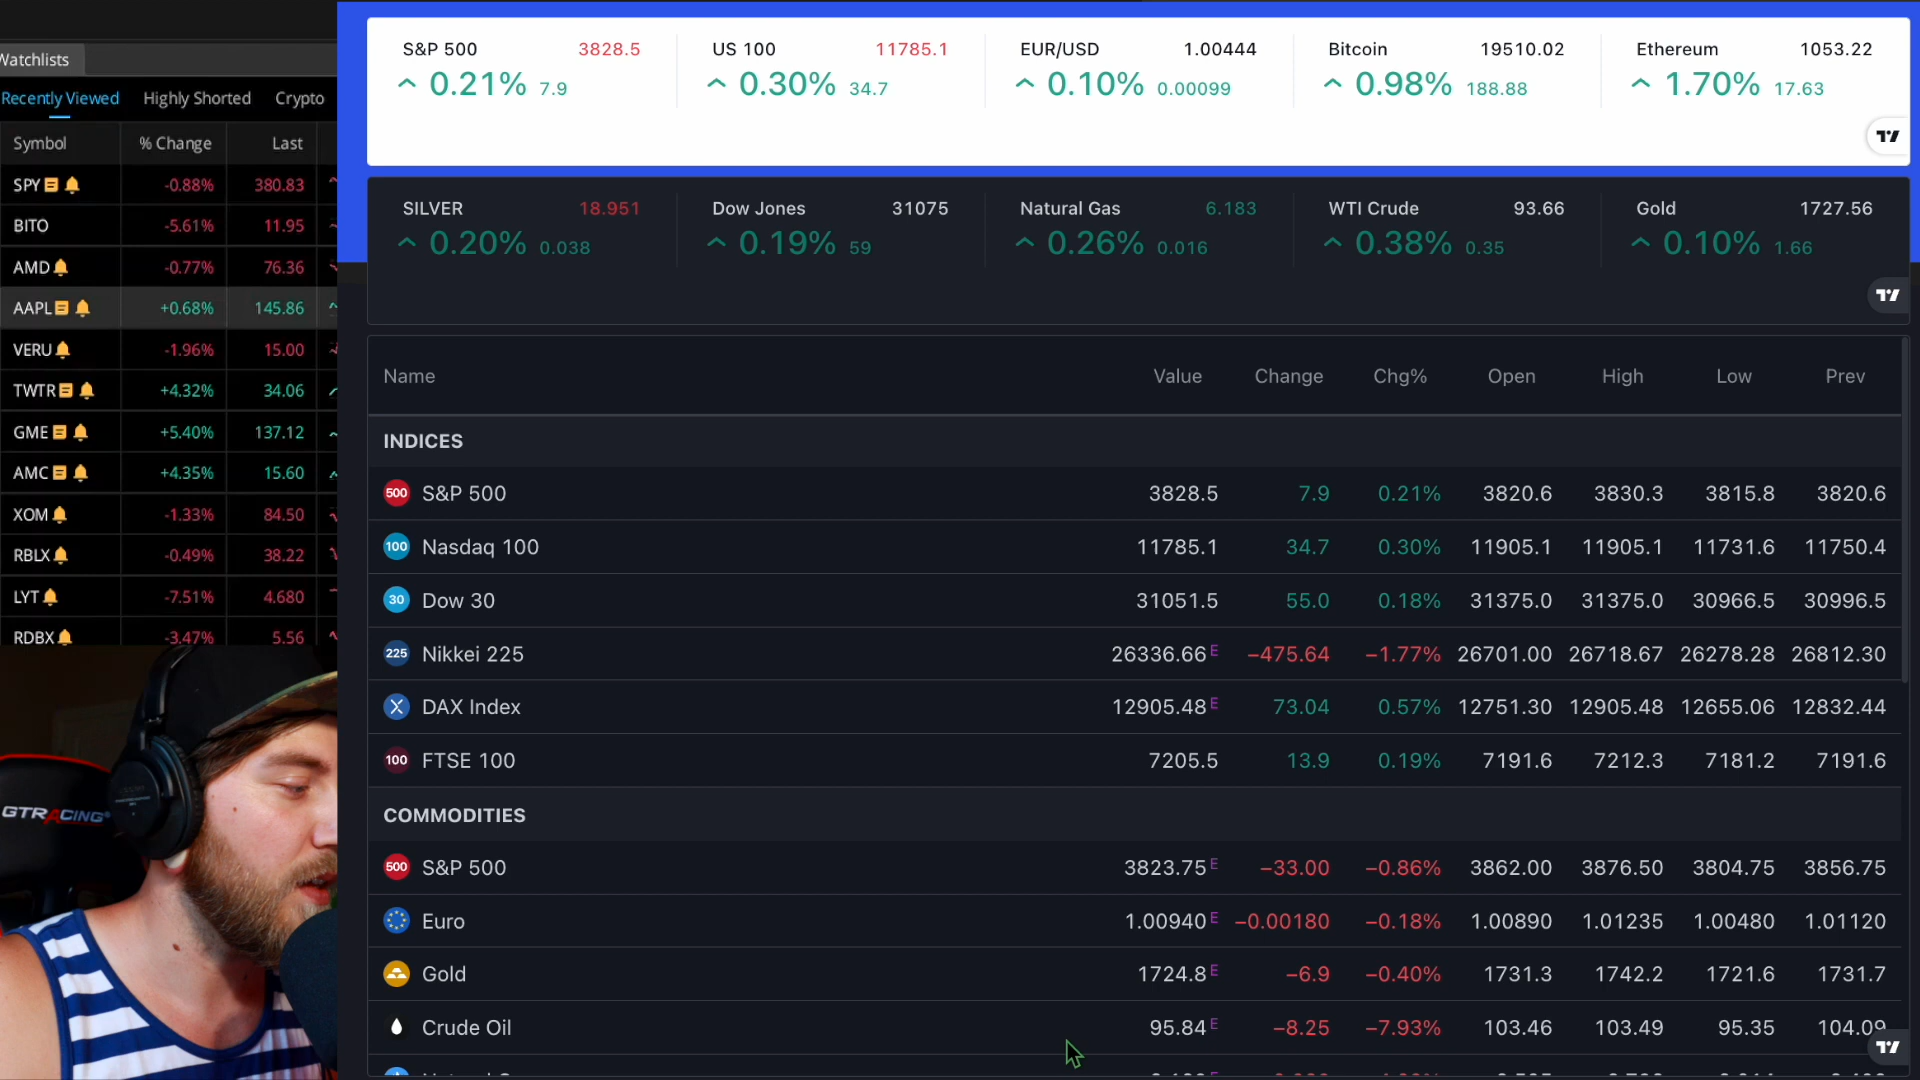 Watchlists
Recently Viewed Highly Shorted Crypto
Symbol % Change Last
SPY -0.88% 380.83
BITO -5.61% 11.95
AMD -0.77% 76.36
AAPL +0.68% 145.86
VERU -1.96% 15.00
TWTR +4.32% 34.06
GME +5.40% 137.12
AMC +4.35% 15.60
XOM -1.33% 84.50
RBLX -0.49% 38.22
LYT -7.51% 4.680
RDBX -3.47% 5.56
GTRACING
S&P 500 3828.5
0.21% 7.9
US 100 11785.1
0.30% 34.7
EUR/USD 1.00444
0.10% 0.00099
Bitcoin 19510.02
0.98% 188.88
Ethereum 1053.22
1.70% 17.63
SILVER 18.951
0.20% 0.038
Dow Jones 31075
0.19% 59
Natural Gas 6.183
0.26% 0.016
WTI Crude 93.66
0.38% 0.35
Gold 1727.56
0.10% 1.66
Name Value Change Chg% Open High Low Prev
INDICES
500 S&P 500 3828.5 7.9 0.21% 3820.6 3830.3 3815.8 3820.6
100 Nasdaq 100 11785.1 34.7 0.30% 11905.1 11905.1 11731.6 11750.4
30 Dow 30 31051.5 55.0 0.18% 31375.0 31375.0 30966.5 30996.5
225 Nikkei 225 26336.66 E −475.64 −1.77% 26701.00 26718.67 26278.28 26812.30
DAX Index 12905.48 E 73.04 0.57% 12751.30 12905.48 12655.06 12832.44
100 FTSE 100 7205.5 13.9 0.19% 7191.6 7212.3 7181.2 7191.6
COMMODITIES
500 S&P 500 3823.75 E −33.00 −0.86% 3862.00 3876.50 3804.75 3856.75
Euro 1.00940 E −0.00180 −0.18% 1.00890 1.01235 1.00480 1.01120
Gold 1724.8 E −6.9 −0.40% 1731.3 1742.2 1721.6 1731.7
Crude Oil 95.84 E −8.25 −7.93% 103.46 103.49 95.35 104.09